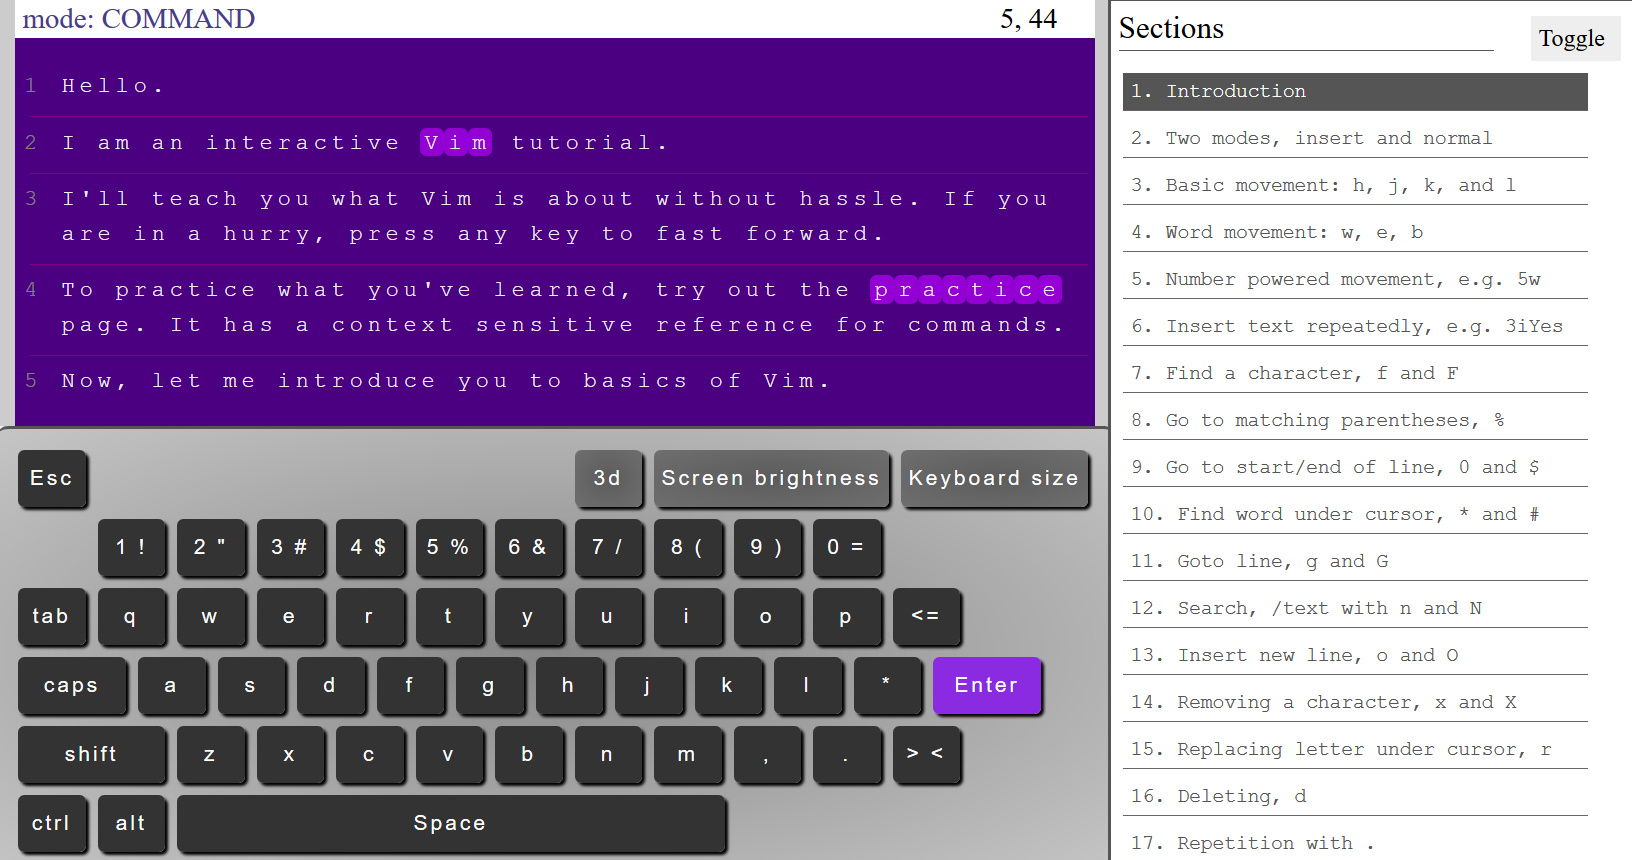 mode: COMMAND 5, 44
1 Hello.
2 I am an interactive Vim tutorial.
3 I'll teach you what Vim is about without hassle. If you
are in a hurry, press any key to fast forward.
4 To practice what you've learned, try out the practice
page. It has a context sensitive reference for commands.
5 Now, let me introduce you to basics of Vim.
Esc 3d Screen brightness Keyboard size
1 ! 2 " 3 # 4 $ 5 % 6 & 7 / 8 ( 9 ) 0 =
tab q w e r t y u i o p <=
caps a s d f g h j k l * Enter
shift z x c v b n m , . > <
ctrl alt Space
Sections
Toggle
1. Introduction
2. Two modes, insert and normal
3. Basic movement: h, j, k, and l
4. Word movement: w, e, b
5. Number powered movement, e.g. 5w
6. Insert text repeatedly, e.g. 3iYes
7. Find a character, f and F
8. Go to matching parentheses, %
9. Go to start/end of line, 0 and $
10. Find word under cursor, * and #
11. Goto line, g and G
12. Search, /text with n and N
13. Insert new line, o and O
14. Removing a character, x and X
15. Replacing letter under cursor, r
16. Deleting, d
17. Repetition with .